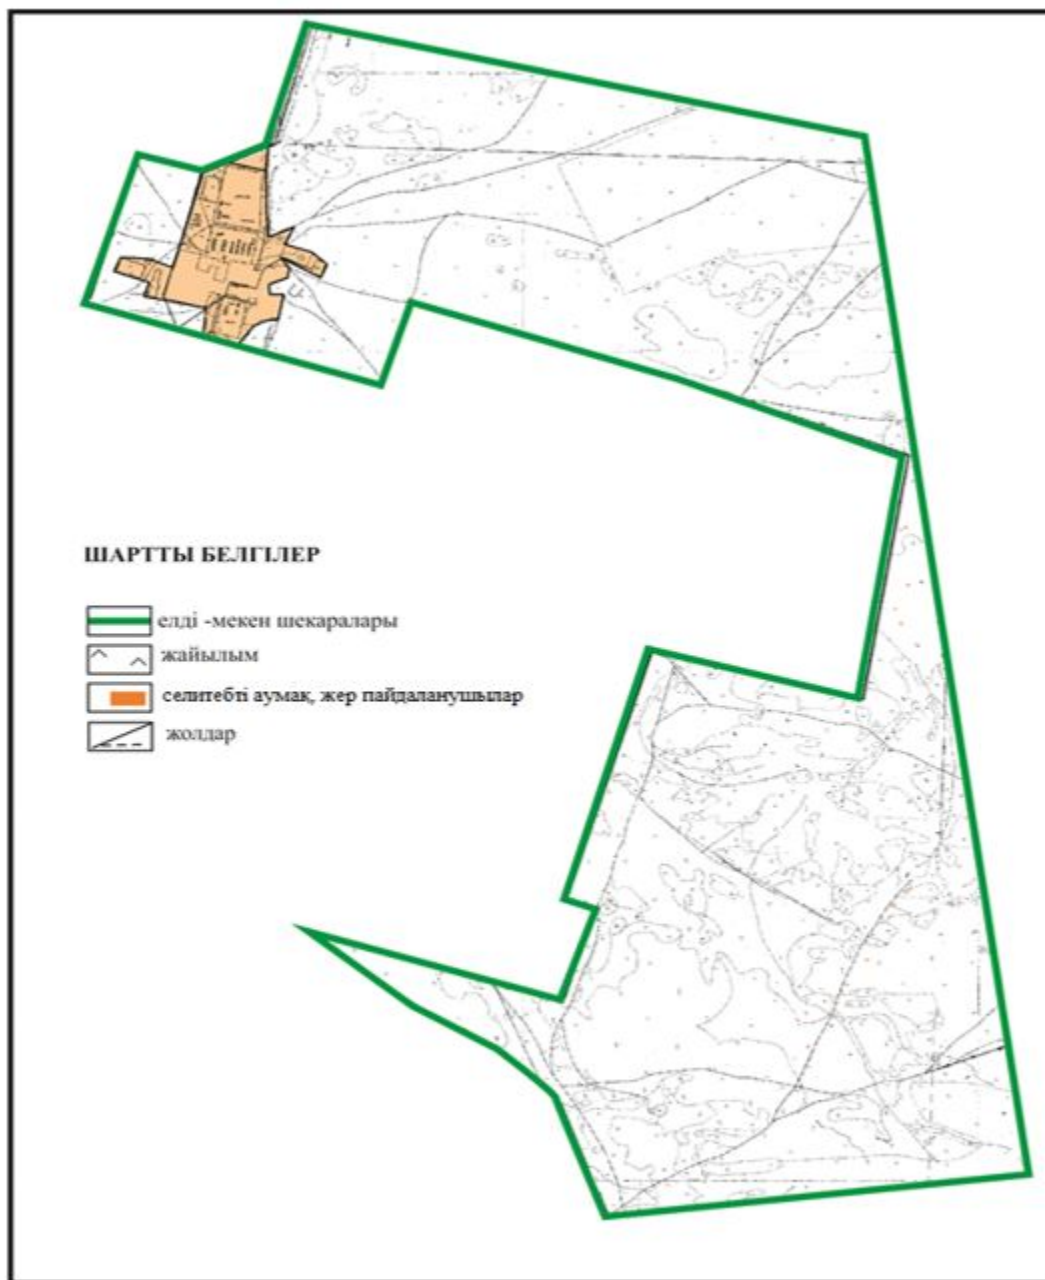 ШАРТТЫ БЕЛГІЛЕР
елді -мекен шекаралары
жайылым
селитебті аумақ, жер пайдаланушылар
жолдар